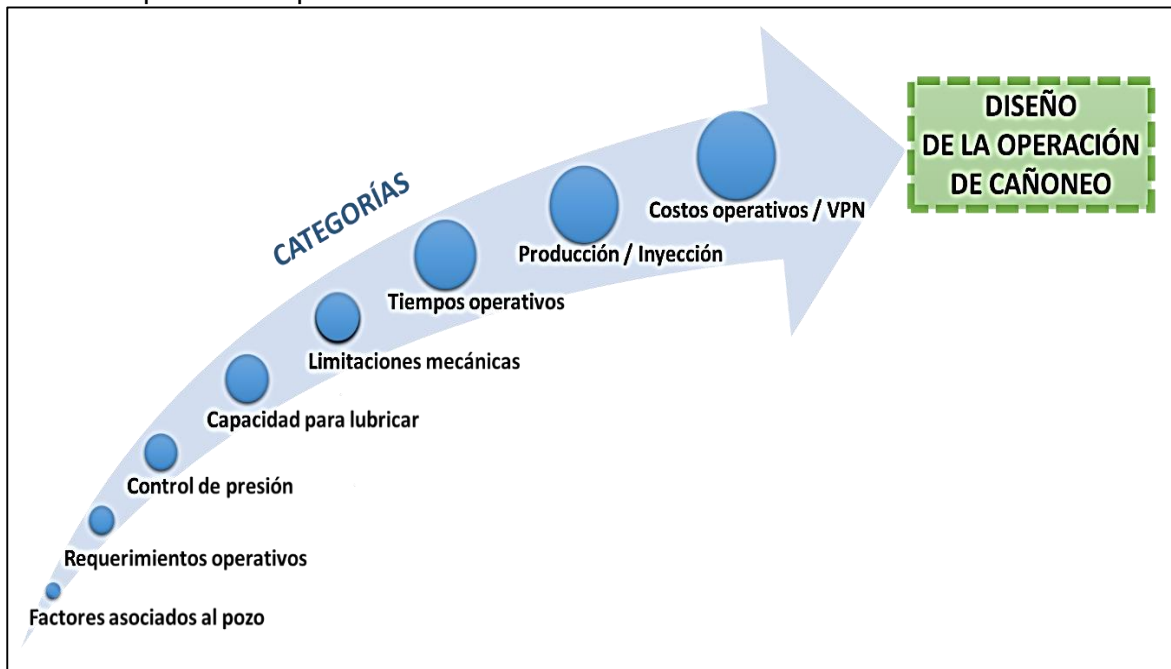 DISEÑO
DE LA OPERACIÓN
DE CAÑONEO
CATEGORÍAS
Costos operativos / VPN
Producción / Inyección
Tiempos operativos
Limitaciones mecánicas
Capacidad para lubricar
Control de presión
Requerimientos operativos
Factores asociados al pozo